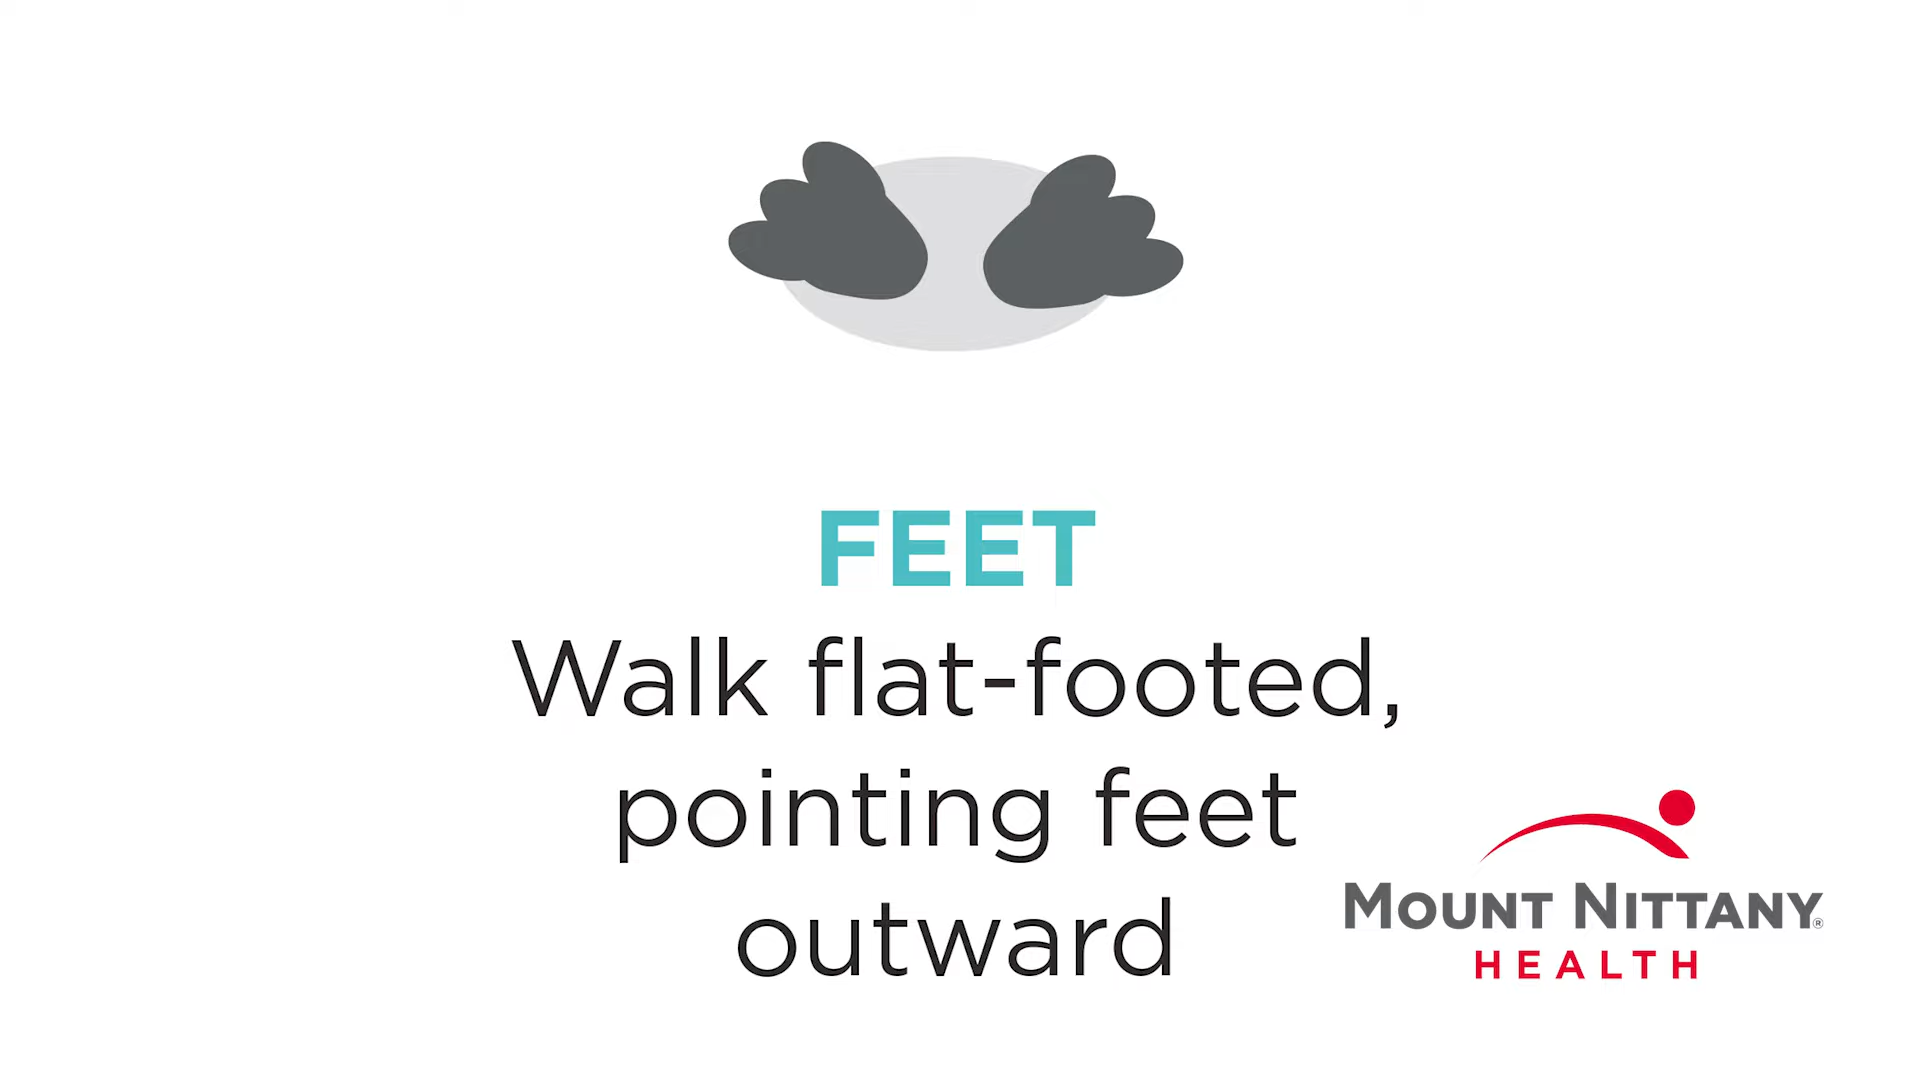 FEET
Walk flat-footed,
pointing feet
outward
MOUNT NITTANY®
HEALTH